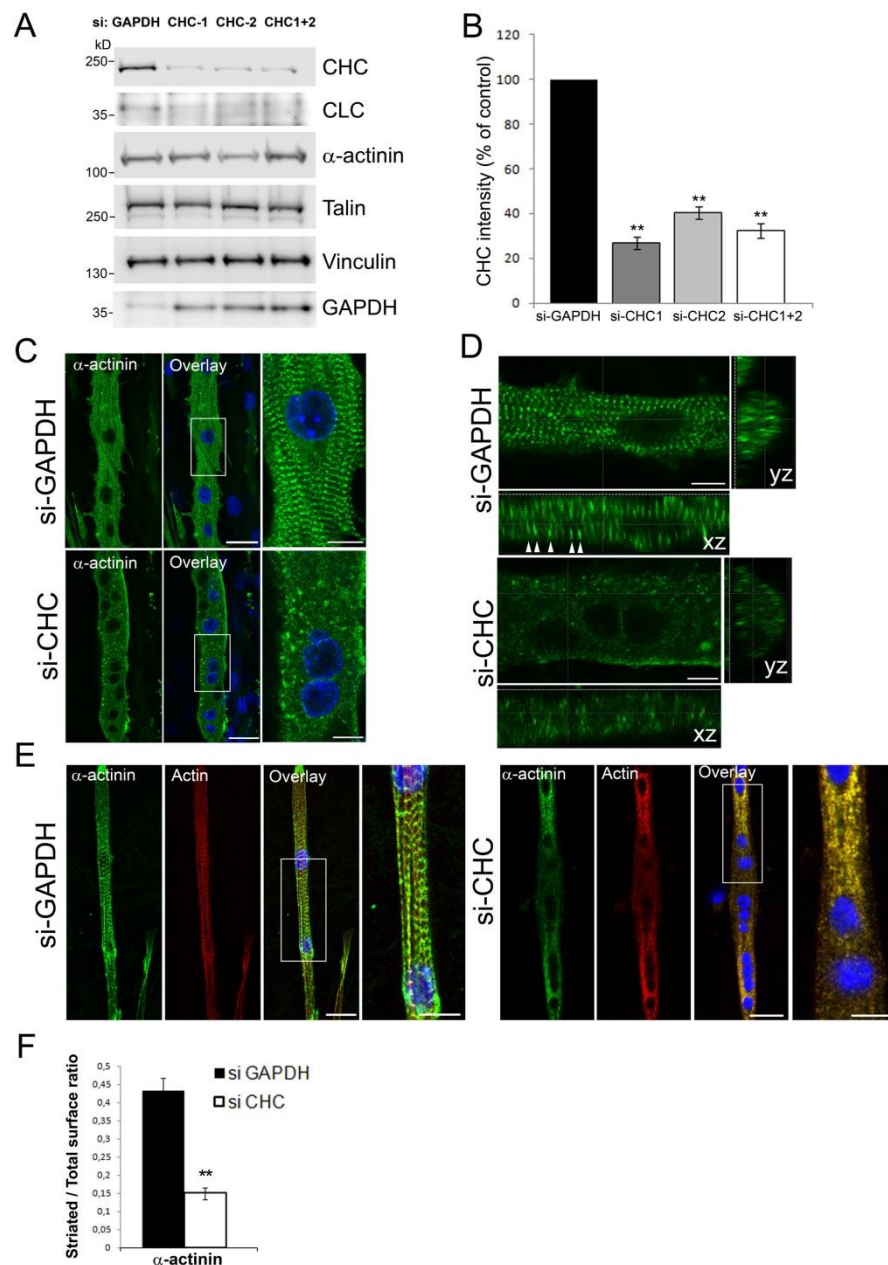 A
si: GAPDH CHC-1 CHC-2 CHC1+2
kD
250
CHC
35
CLC
α-actinin
100
Talin
250
Vinculin
130
GAPDH
35
B
CHC intensity (% of control)
120
100
80
60
40
20
0
**
**
**
si-GAPDH si-CHC1 si-CHC2 si-CHC1+2
C
si-GAPDH
α-actinin
Overlay
si-CHC
α-actinin
Overlay
D
si-GAPDH
yz
xz
si-CHC
yz
xz
E
si-GAPDH
α-actinin
Actin
Overlay
si-CHC
α-actinin
Actin
Overlay
F
Striated / Total surface ratio
0,5
0,45
0,4
0,35
0,3
0,25
0,2
0,15
0,1
0,05
0
si GAPDH
si CHC
**
α-actinin